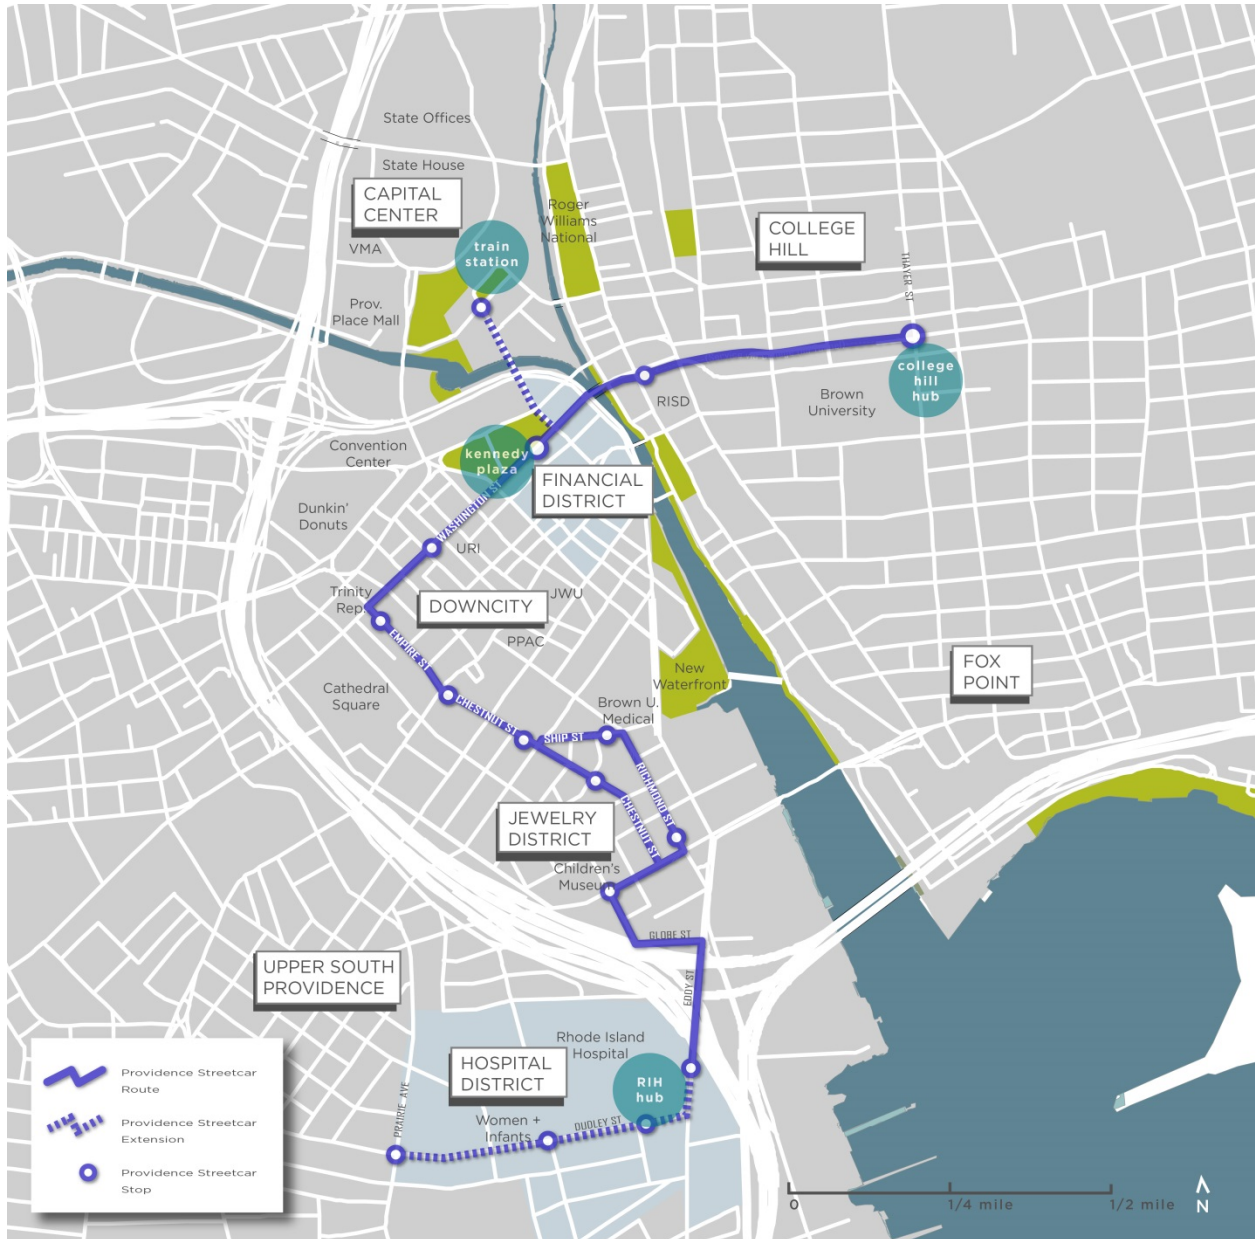 State Offices
State House
CAPITAL
CENTER
Roger
Williams
National
COLLEGE
HILL
train
station
VMA
THAYER ST
Prov.
Place Mall
college
hill
hub
RISD
Brown
University
Convention
Center
kennedy
plaza
FINANCIAL
DISTRICT
WASHINGTON ST
Dunkin’
Donuts
URI
Trinity
Rep.
DOWNCITY
JWU
EMPIRE ST
PPAC
FOX
POINT
New
Waterfront
Cathedral
Square
CHESTNUT ST
Brown U.
Medical
SHIP ST
RICHMOND ST
CHESTNUT ST
JEWELRY
DISTRICT
Children’s
Museum
GLOBE ST
UPPER SOUTH
PROVIDENCE
EDDY ST
Rhode Island
Hospital
HOSPITAL
DISTRICT
RIH
hub
PRAIRIE AVE
Women +
Infants
DUDLEY ST
Providence Streetcar
Route
Providence Streetcar
Extension
Providence Streetcar
Stop
0 1/4 mile 1/2 mile
N